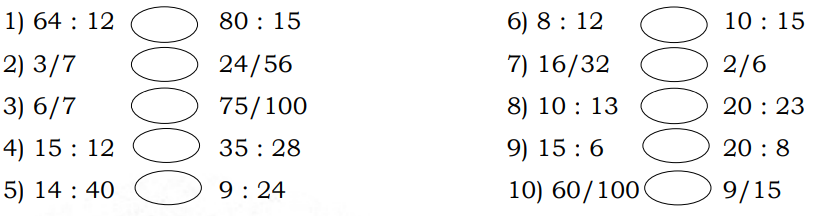 1) 64 : 12 80 : 15
2) 3/7 24/56
3) 6/7 75/100
4) 15 : 12 35 : 28
5) 14 : 40 9 : 24
6) 8 : 12 10 : 15
7) 16/32 2/6
8) 10 : 13 20 : 23
9) 15 : 6 20 : 8
10) 60/100 9/15